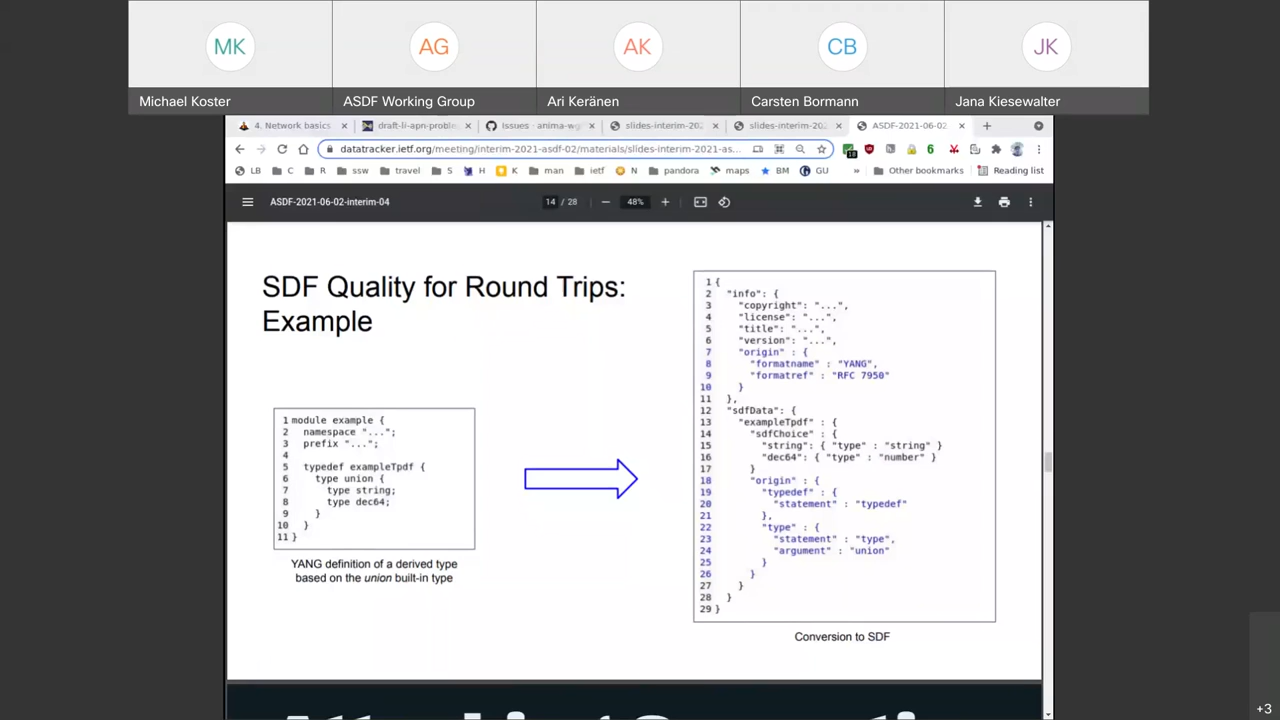 MK
AG
AK
CB
JK
Michael Koster
ASDF Working Group
Ari Keränen
Carsten Bormann
Jana Kiesewalter
4. Network basics
draft-li-apn-proble
Issues · anima-wg
slides-interim-202
slides-interim-202
ASDF-2021-06-02
datatracker.ietf.org/meeting/interim-2021-asdf-02/materials/slides-interim-2021-as...
LB
C
R
ssw
travel
S
H
K
man
ietf
N
pandora
maps
BM
GU
»
Other bookmarks
Reading list
ASDF-2021-06-02-interim-04
14 / 28
48%
SDF Quality for Round Trips:
Example
1 module example {
2 namespace "...";
3 prefix "...";
4
5 typedef exampleTpdf {
6 type union {
7 type string;
8 type dec64;
9 }
10 }
11 }
YANG definition of a derived type
based on the union built-in type
1 {
2 "info": {
3 "copyright": "...",
4 "license": "...",
5 "title": "...",
6 "version": "...",
7 "origin" : {
8 "formatname" : "YANG",
9 "formatref" : "RFC 7950"
10 }
11 },
12 "sdfData": {
13 "exampleTpdf" : {
14 "sdfChoice" : {
15 "string": { "type" : "string" }
16 "dec64": { "type" : "number" }
17 }
18 "origin" : {
19 "typedef" : {
20 "statement" : "typedef"
21 },
22 "type" : {
23 "statement" : "type",
24 "argument" : "union"
25 }
26 }
27 }
28 }
29 }
Conversion to SDF
+3